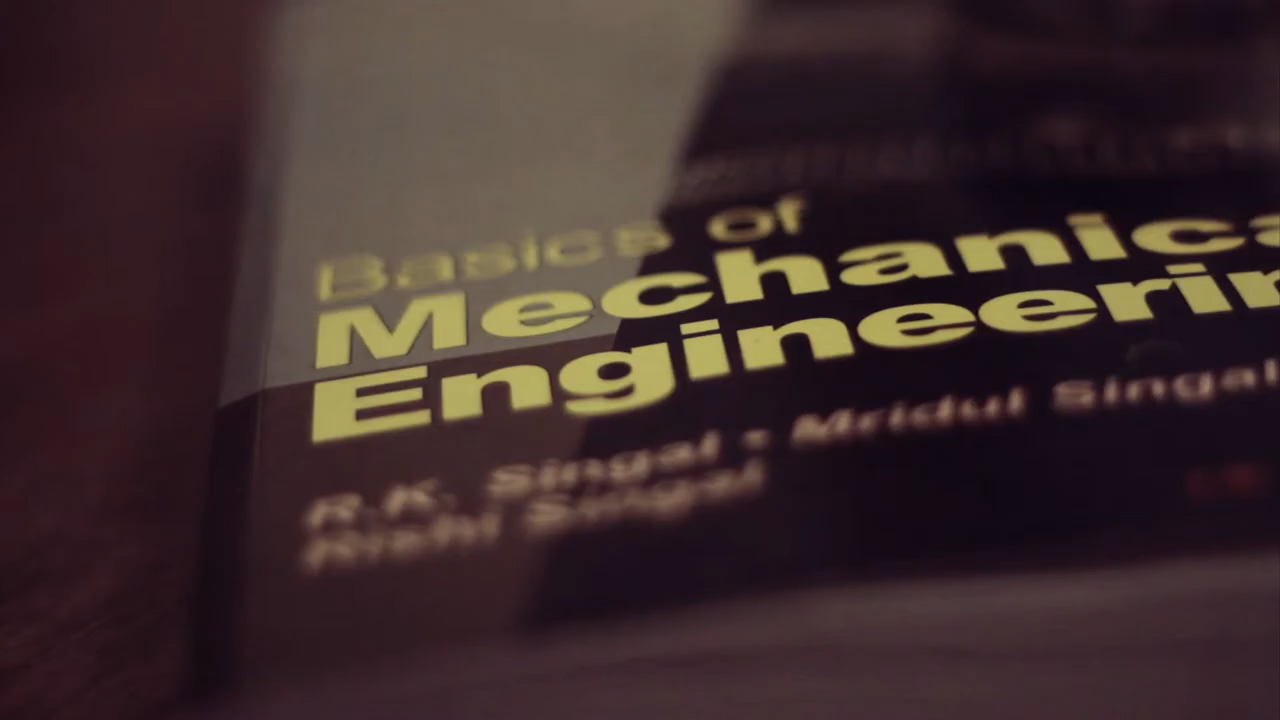 Basics of
Mechanica
Engineerin
R.K. Singal • Mridul Singal
Rishi Singal